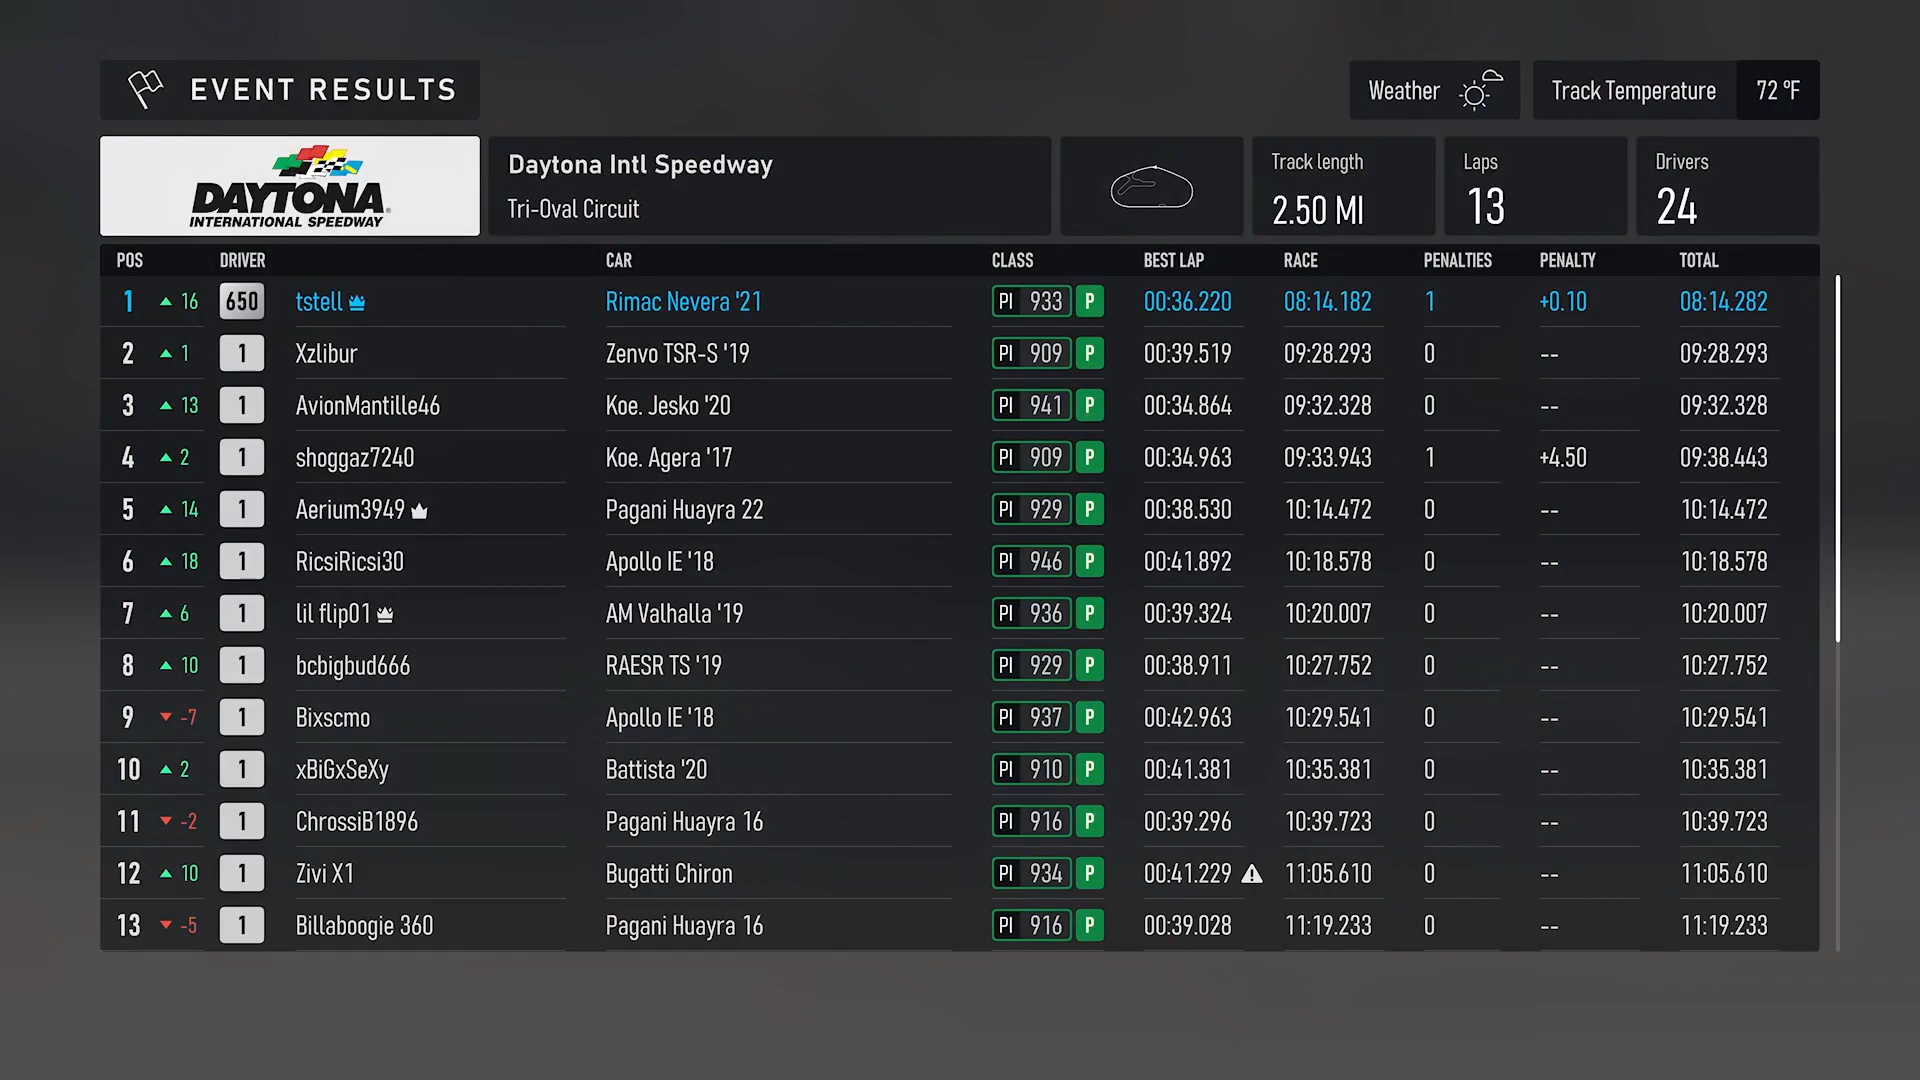 EVENT RESULTS
Weather
Track Temperature 72 ºF
DAYTONA
INTERNATIONAL SPEEDWAY
Daytona Intl Speedway
Tri-Oval Circuit
Track length
2.50 MI
Laps
13
Drivers
24
POS DRIVER CAR CLASS BEST LAP RACE PENALTIES PENALTY TOTAL
1 16 650 tstell Rimac Nevera '21 PI 933 P 00:36.220 08:14.182 1 +0.10 08:14.282
2 1 1 Xzlibur Zenvo TSR-S '19 PI 909 P 00:39.519 09:28.293 0 -- 09:28.293
3 13 1 AvionMantille46 Koe. Jesko '20 PI 941 P 00:34.864 09:32.328 0 -- 09:32.328
4 2 1 shoggaz7240 Koe. Agera '17 PI 909 P 00:34.963 09:33.943 1 +4.50 09:38.443
5 14 1 Aerium3949 Pagani Huayra 22 PI 929 P 00:38.530 10:14.472 0 -- 10:14.472
6 18 1 RicsiRicsi30 Apollo IE '18 PI 946 P 00:41.892 10:18.578 0 -- 10:18.578
7 6 1 lil flip01 AM Valhalla '19 PI 936 P 00:39.324 10:20.007 0 -- 10:20.007
8 10 1 bcbigbud666 RAESR TS '19 PI 929 P 00:38.911 10:27.752 0 -- 10:27.752
9 -7 1 Bixscmo Apollo IE '18 PI 937 P 00:42.963 10:29.541 0 -- 10:29.541
10 2 1 xBiGxSeXy Battista '20 PI 910 P 00:41.381 10:35.381 0 -- 10:35.381
11 -2 1 ChrossiB1896 Pagani Huayra 16 PI 916 P 00:39.296 10:39.723 0 -- 10:39.723
12 10 1 Zivi X1 Bugatti Chiron PI 934 P 00:41.229 11:05.610 0 -- 11:05.610
13 -5 1 Billaboogie 360 Pagani Huayra 16 PI 916 P 00:39.028 11:19.233 0 -- 11:19.233